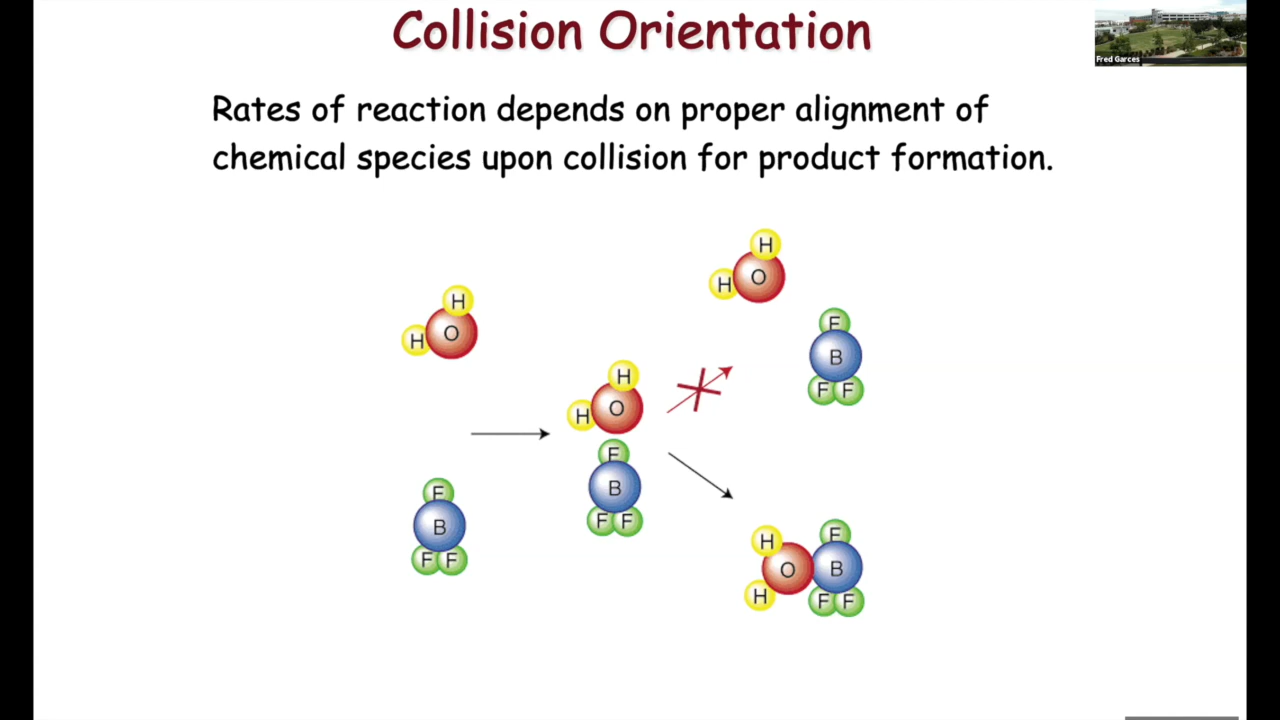 Collision Orientation
Fred Garces
Rates of reaction depends on proper alignment of
chemical species upon collision for product formation.
H
H O
H
H O
F
B
F F
H
H O
F
B
F F
F
B
F F
H
O
H
F
B
F F